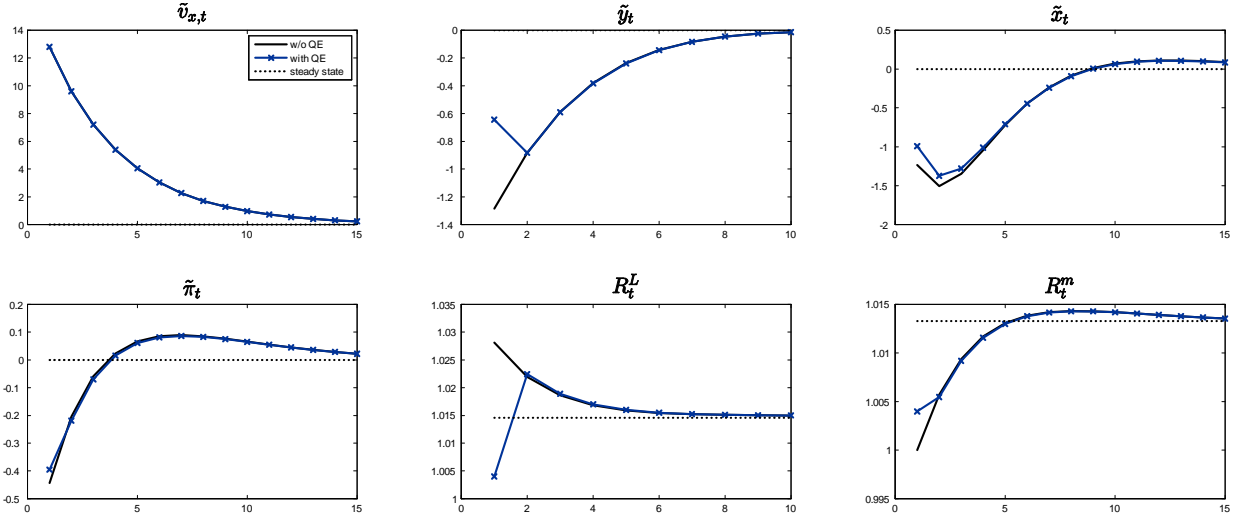 ṽx,t
14
12
10
8
6
4
2
0
0 5 10 15
w/o QE
with QE
steady state
ỹt
0
-0.2
-0.4
-0.6
-0.8
-1
-1.2
-1.4
0 2 4 6 8 10
x̃t
0.5
0
-0.5
-1
-1.5
-2
0 5 10 15
π̃t
0.2
0.1
0
-0.1
-0.2
-0.3
-0.4
-0.5
0 5 10 15
RtL
1.035
1.03
1.025
1.02
1.015
1.01
1.005
1
0 2 4 6 8 10
Rtm
1.015
1.01
1.005
1
0.995
0 5 10 15